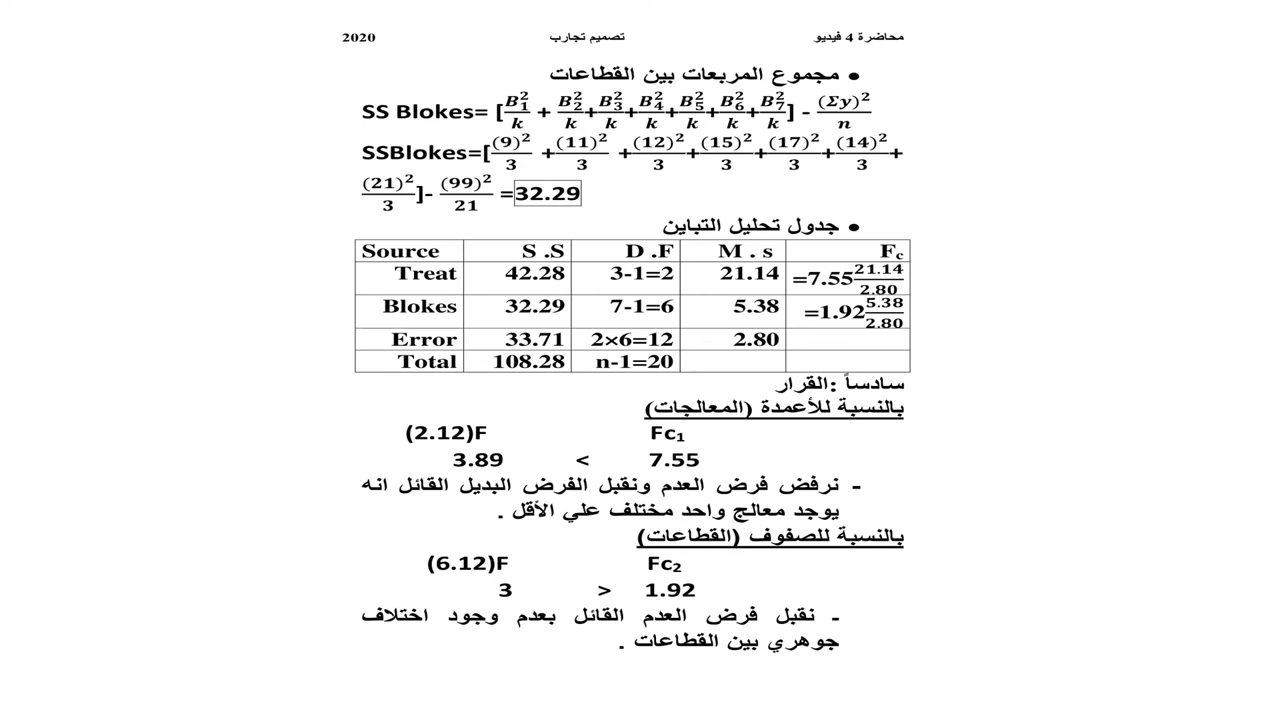 محاضرة 4 فيديو تصميم تجارب 2020
• مجموع المربعات بين القطاعات
SS Blokes= [B₁²/k + B₂²/k+B₃²/k+B₄²/k+B₅²/k+B₆²/k+B₇²/k] - (Σy)²/n
SSBlokes=[(9)²/3 +(11)²/3 +(12)²/3+(15)²/3+(17)²/3+(14)²/3+
(21)²/3]- (99)²/21 =32.29
• جدول تحليل التباين
Source S .S D .F M . s Fc
Treat 42.28 3-1=2 21.14 =7.55 21.14/2.80
Blokes 32.29 7-1=6 5.38 =1.92 5.38/2.80
Error 33.71 2×6=12 2.80
Total 108.28 n-1=20
سادساً :القرار
بالنسبة للأعمدة (المعالجات)
(2.12)F Fc₁
3.89 < 7.55
- نرفض فرض العدم ونقبل الفرض البديل القائل انه
يوجد معالج واحد مختلف علي الأقل .
بالنسبة للصفوف (القطاعات)
(6.12)F Fc₂
3 > 1.92
- نقبل فرض العدم القائل بعدم وجود اختلاف
جوهري بين القطاعات .